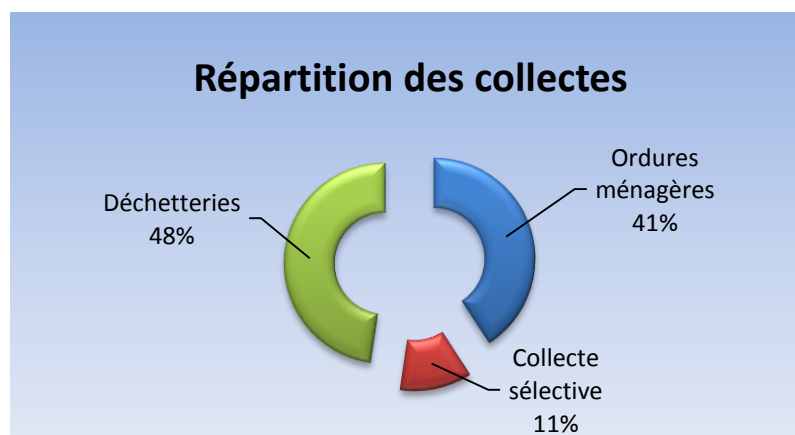 Répartition des collectes
Ordures
ménagères
41%
Déchetteries
48%
Collecte
sélective
11%